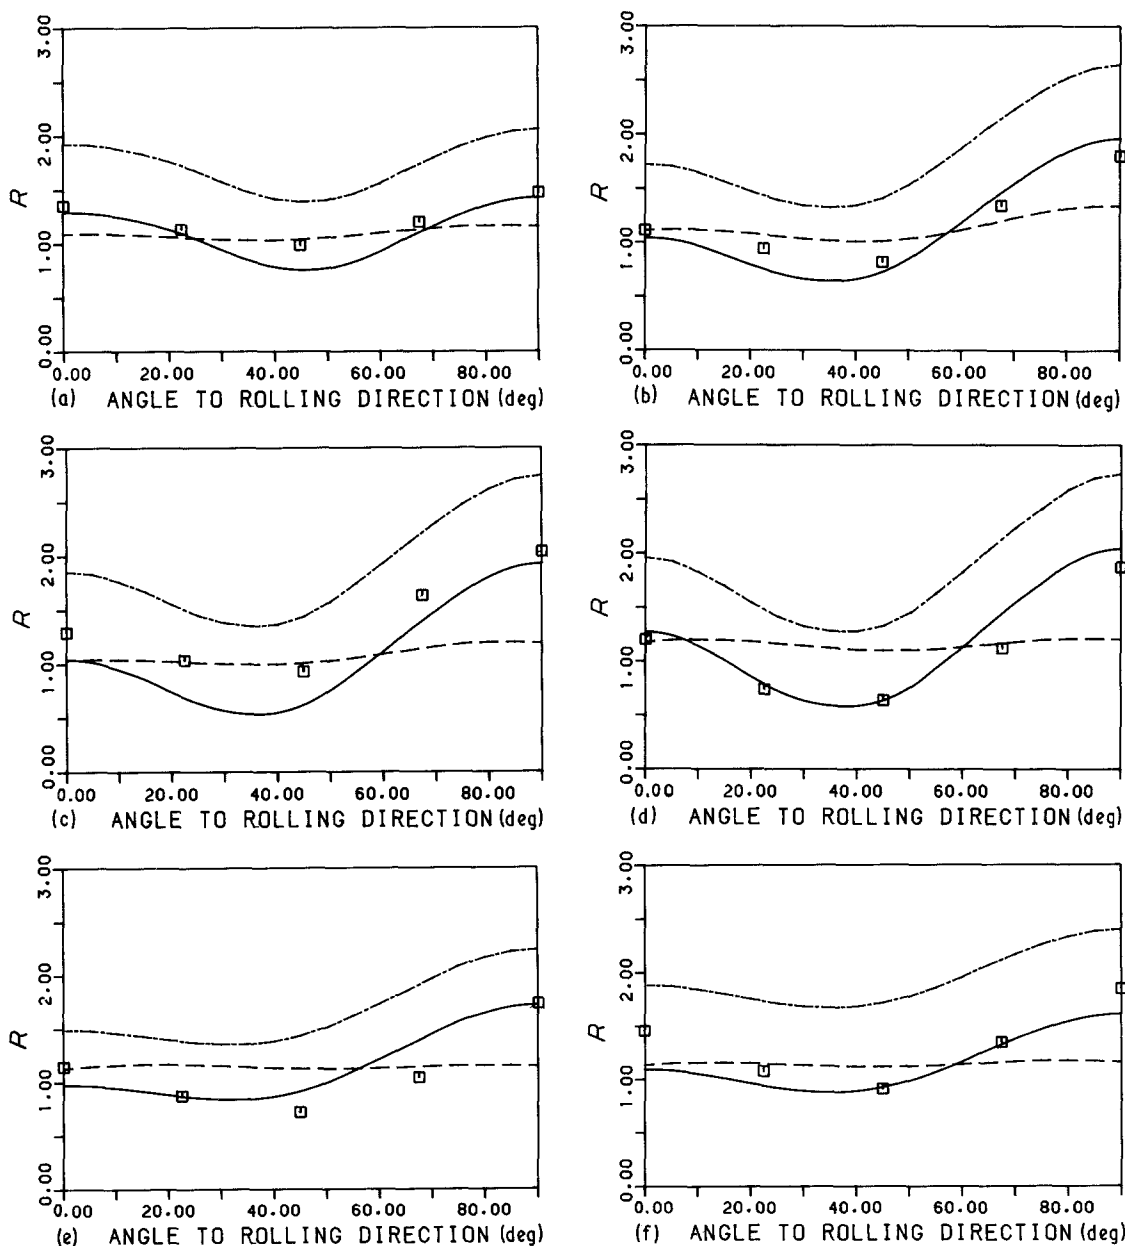 3.00
2.00
R
1.00
0.00
0.00 20.00 40.00 60.00 80.00
(a) ANGLE TO ROLLING DIRECTION (deg)
3.00
2.00
R
1.00
0.00
0.00 20.00 40.00 60.00 80.00
(b) ANGLE TO ROLLING DIRECTION (deg)
3.00
2.00
R
1.00
0.00
0.00 20.00 40.00 60.00 80.00
(c) ANGLE TO ROLLING DIRECTION (deg)
3.00
2.00
R
1.00
0.00
0.00 20.00 40.00 60.00 80.00
(d) ANGLE TO ROLLING DIRECTION (deg)
3.00
2.00
R
1.00
0.00
0.00 20.00 40.00 60.00 80.00
(e) ANGLE TO ROLLING DIRECTION (deg)
3.00
2.00
R
1.00
0.00
0.00 20.00 40.00 60.00 80.00
(f) ANGLE TO ROLLING DIRECTION (deg)